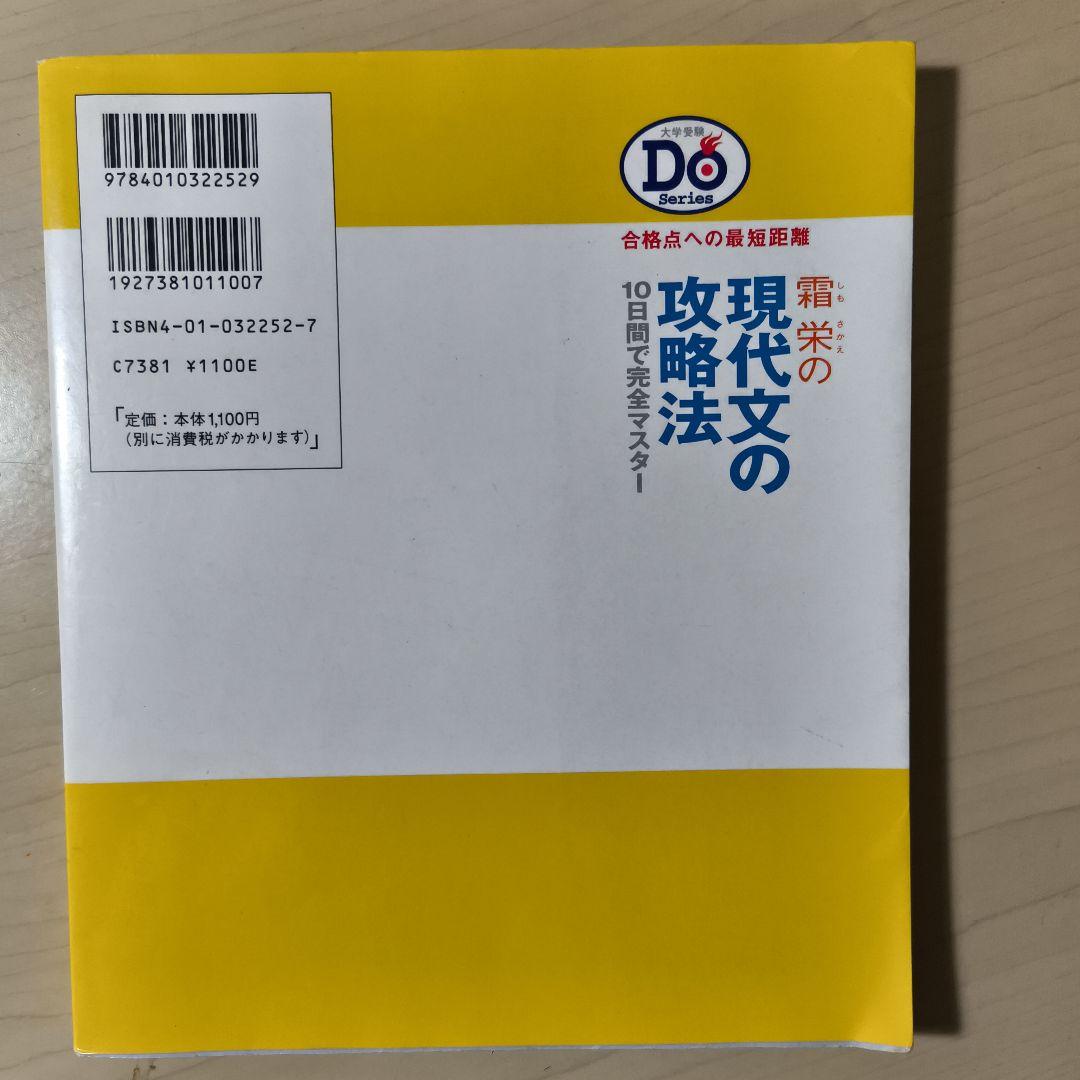 9784010322529
1927381011007
ISBN4-01-032252-7
C7381 ¥1100E
「定価：本体1,100円
（別に消費税がかかります）」
大学受験
Do
Series
合格点への最短距離
しも さかえ
霜 栄の
現代文の
攻略法
10日間で完全マスター